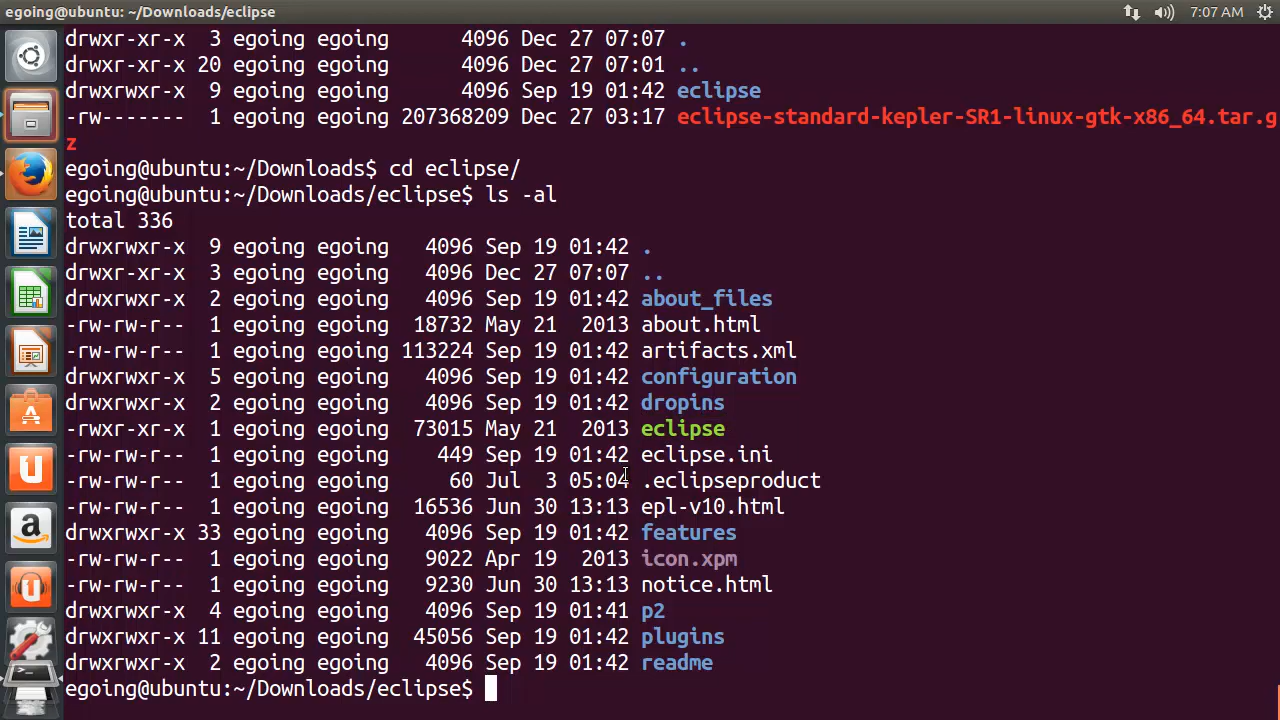 egoing@ubuntu: ~/Downloads/eclipse
7:07 AM
drwxr-xr-x  3 egoing egoing      4096 Dec 27 07:07 .
drwxr-xr-x 20 egoing egoing      4096 Dec 27 07:01 ..
drwxrwxr-x  9 egoing egoing      4096 Sep 19 01:42 eclipse
-rw-------  1 egoing egoing 207368209 Dec 27 03:17 eclipse-standard-kepler-SR1-linux-gtk-x86_64.tar.g
z
egoing@ubuntu:~/Downloads$ cd eclipse/
egoing@ubuntu:~/Downloads/eclipse$ ls -al
total 336
drwxrwxr-x  9 egoing egoing   4096 Sep 19 01:42 .
drwxr-xr-x  3 egoing egoing   4096 Dec 27 07:07 ..
drwxrwxr-x  2 egoing egoing   4096 Sep 19 01:42 about_files
-rw-rw-r--  1 egoing egoing  18732 May 21  2013 about.html
-rw-rw-r--  1 egoing egoing 113224 Sep 19 01:42 artifacts.xml
drwxrwxr-x  5 egoing egoing   4096 Sep 19 01:42 configuration
drwxrwxr-x  2 egoing egoing   4096 Sep 19 01:42 dropins
-rwxrwxr-x  1 egoing egoing  73015 May 21  2013 eclipse
-rw-rw-r--  1 egoing egoing    449 Sep 19 01:42 eclipse.ini
-rw-rw-r--  1 egoing egoing     60 Jul  3 05:04 .eclipseproduct
-rw-rw-r--  1 egoing egoing  16536 Jun 30 13:13 epl-v10.html
drwxrwxr-x 33 egoing egoing   4096 Sep 19 01:42 features
-rw-rw-r--  1 egoing egoing   9022 Apr 19  2013 icon.xpm
-rw-rw-r--  1 egoing egoing   9230 Jun 30 13:13 notice.html
drwxrwxr-x  4 egoing egoing   4096 Sep 19 01:41 p2
drwxrwxr-x 11 egoing egoing  45056 Sep 19 01:42 plugins
drwxrwxr-x  2 egoing egoing   4096 Sep 19 01:42 readme
egoing@ubuntu:~/Downloads/eclipse$